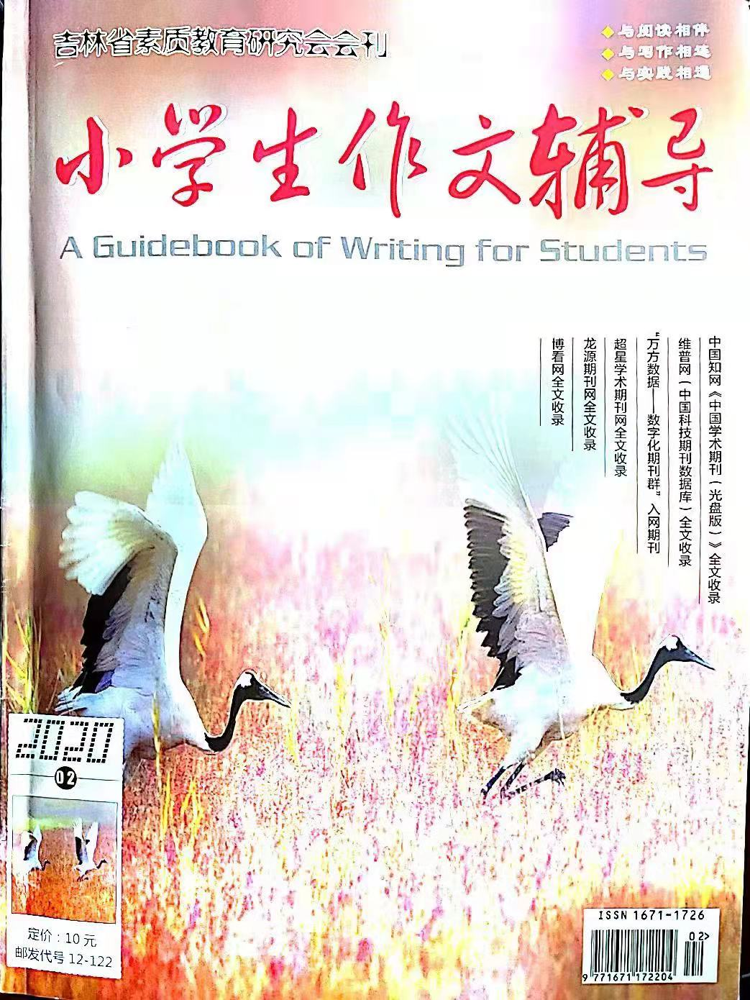 吉林省素质教育研究会会刊
◆与阅读相伴
◆与写作相连
◆与实践相通
小学生作文辅导
A Guidebook of Writing for Students
中国知网《中国学术期刊(光盘版)》全文收录
维普网(中国科技期刊数据库)全文收录
"万方数据——数字化期刊群"入网期刊
超星学术期刊网全文收录
龙源期刊网全文收录
博看网全文收录
2020
02
定价:10元
邮发代号 12-122
ISSN 1671-1726
02>
9 771671 172204